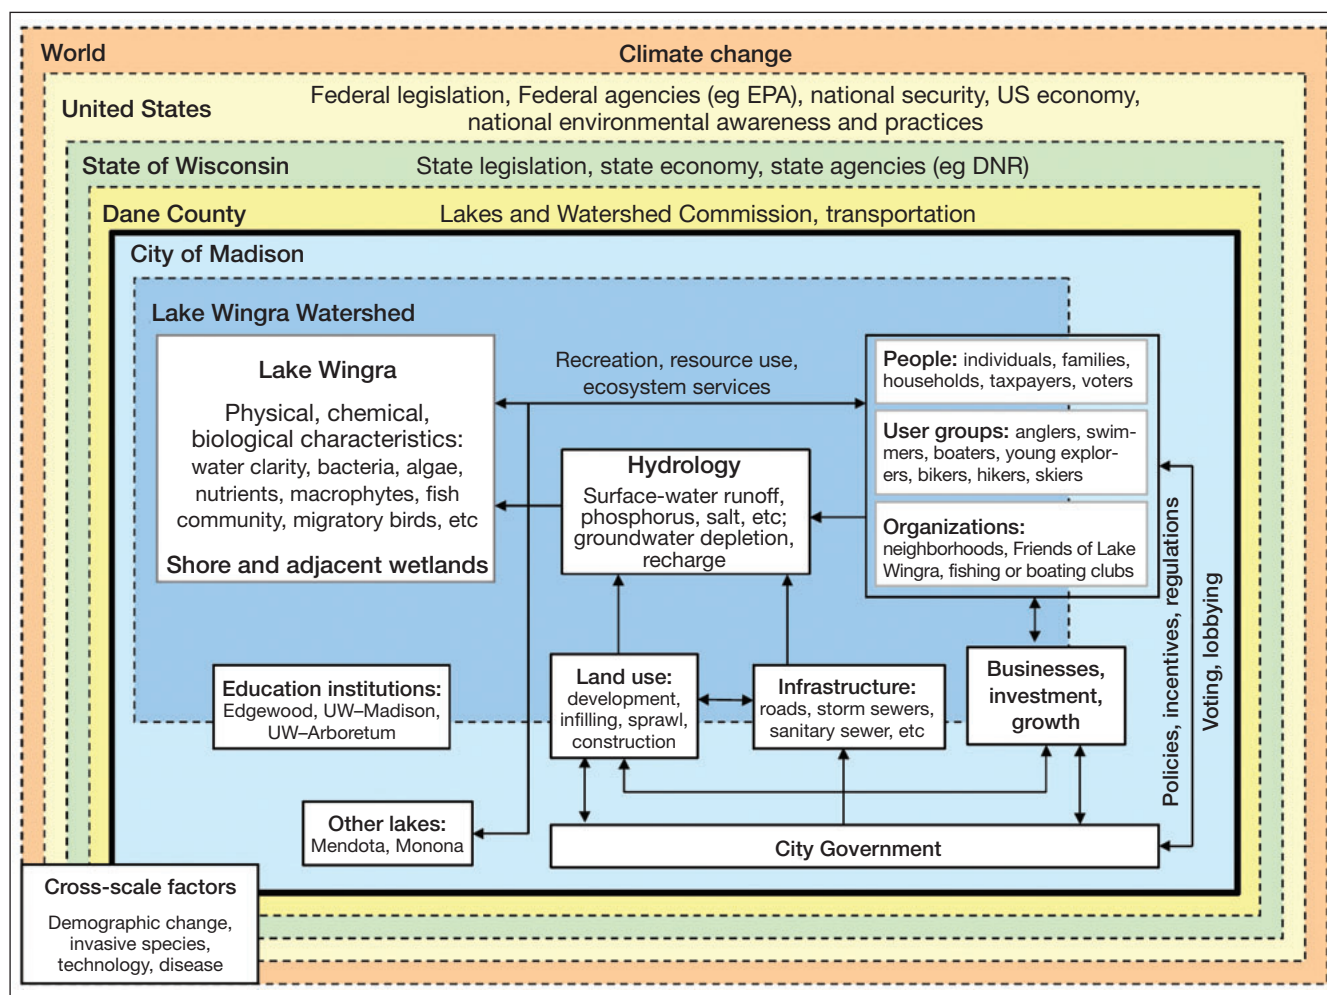 World
Climate change
United States
Federal legislation, Federal agencies (eg EPA), national security, US economy,
national environmental awareness and practices
State of Wisconsin
State legislation, state economy, state agencies (eg DNR)
Dane County
Lakes and Watershed Commission, transportation
City of Madison
Lake Wingra Watershed
Lake Wingra
Physical, chemical,
biological characteristics:
water clarity, bacteria, algae,
nutrients, macrophytes, fish
community, migratory birds, etc
Shore and adjacent wetlands
Recreation, resource use,
ecosystem services
People: individuals, families,
households, taxpayers, voters
User groups: anglers, swim-
mers, boaters, young explor-
ers, bikers, hikers, skiers
Organizations:
neighborhoods, Friends of Lake
Wingra, fishing or boating clubs
Hydrology
Surface-water runoff,
phosphorus, salt, etc;
groundwater depletion,
recharge
Policies, incentives, regulations
Voting, lobbying
Education institutions:
Edgewood, UW–Madison,
UW–Arboretum
Land use:
development,
infilling, sprawl,
construction
Infrastructure:
roads, storm sewers,
sanitary sewer, etc
Businesses,
investment,
growth
Other lakes:
Mendota, Monona
City Government
Cross-scale factors
Demographic change,
invasive species,
technology, disease